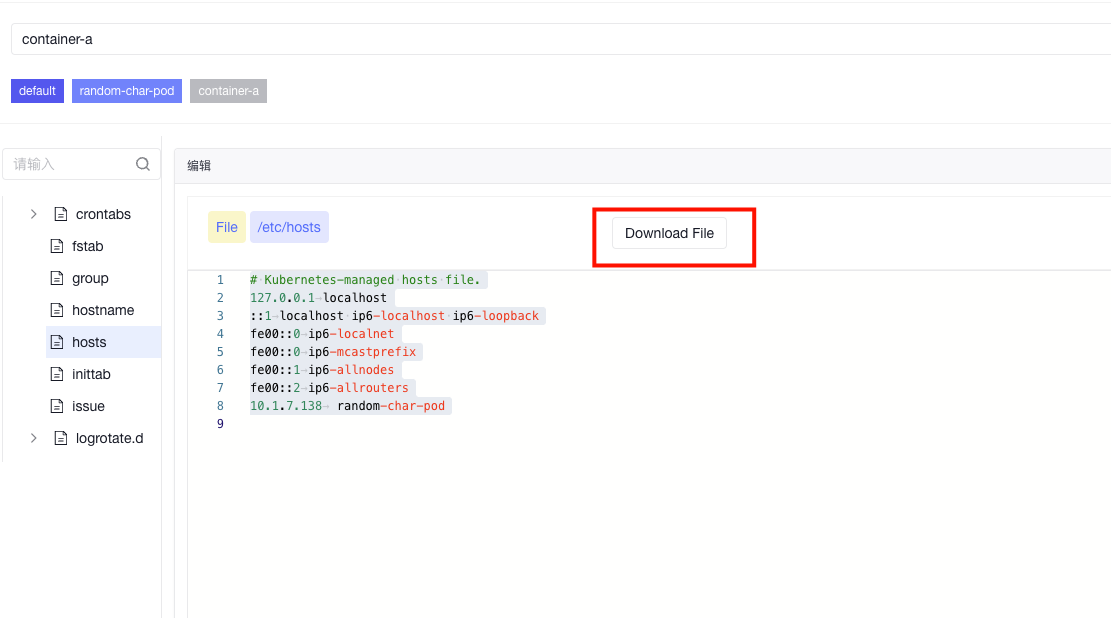 container-a
default random-char-pod container-a
请输入
crontabs
fstab
group
hostname
hosts
inittab
issue
logrotate.d
编辑
File /etc/hosts
Download File
1 # Kubernetes-managed hosts file.
2 127.0.0.1 localhost
3 ::1 localhost ip6-localhost ip6-loopback
4 fe00::0 ip6-localnet
5 fe00::0 ip6-mcastprefix
6 fe00::1 ip6-allnodes
7 fe00::2 ip6-allrouters
8 10.1.7.138 random-char-pod
9